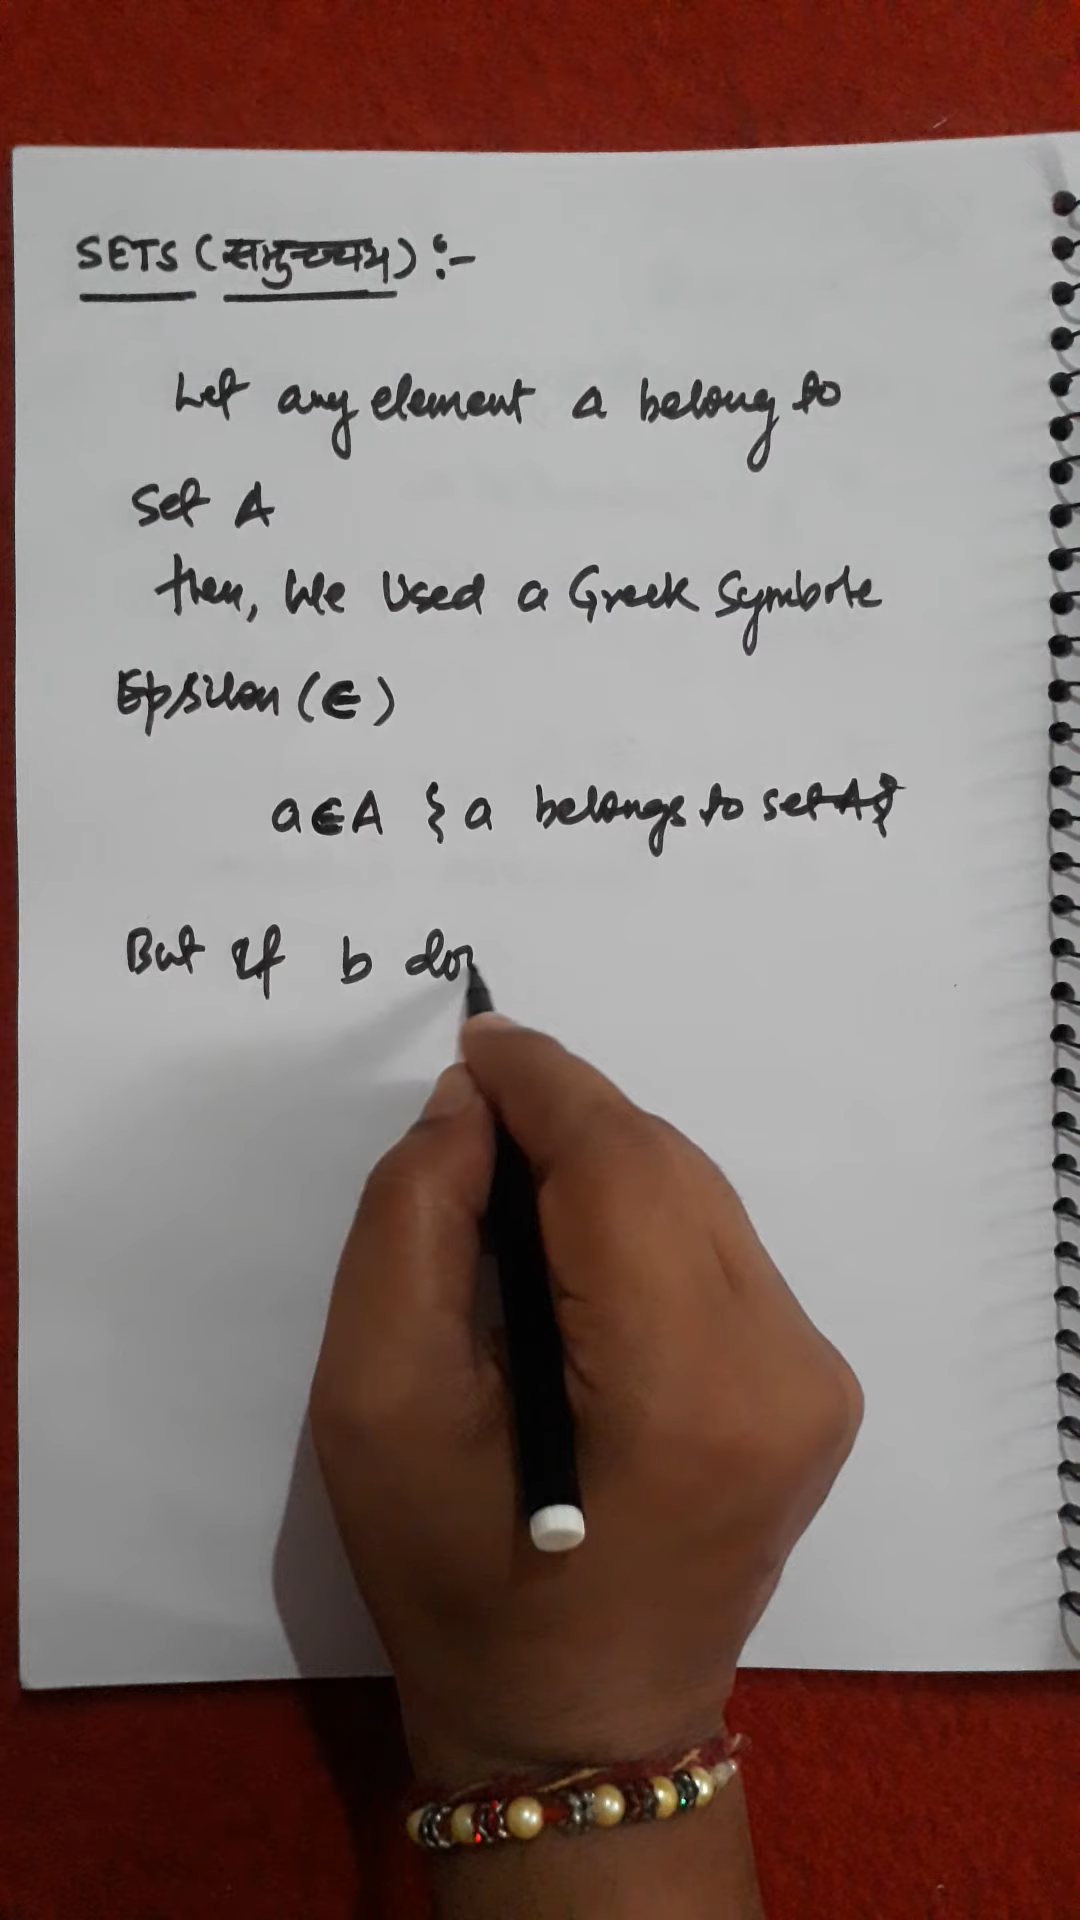 SETS (समुच्चय) :-
Let any element a belong to
Set A
then, We Used a Greek Symbole
Epsilon (∈)
a∈A { a belongs to set A}
But if b do